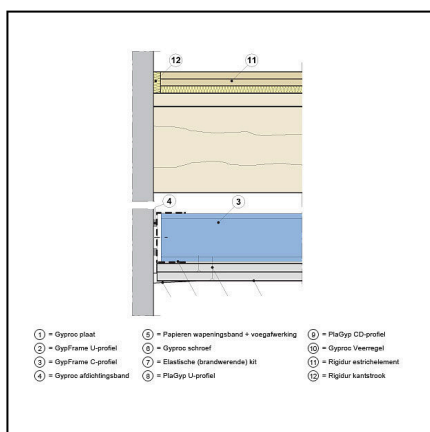 12
11
4
3
1 = Gyproc plaat
2 = GypFrame U-profiel
3 = GypFrame C-profiel
4 = Gyproc afdichtingsband
5 = Papieren wapeningsband + voegafwerking
6 = Gyproc schroef
7 = Elastische (brandwerende) kit
8 = PlaGyp U-profiel
9 = PlaGyp CD-profiel
10 = Gyproc Veerregel
11 = Rigidur estrichelement
12 = Rigidur kantstrook